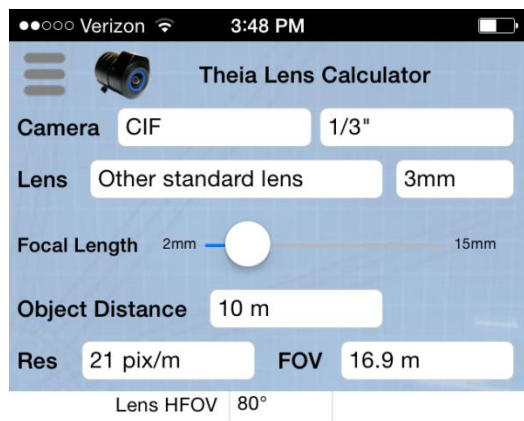 Verizon 3:48 PM
Theia Lens Calculator
Camera CIF 1/3"
Lens Other standard lens 3mm
Focal Length 2mm 15mm
Object Distance 10 m
Res 21 pix/m FOV 16.9 m
Lens HFOV 80°